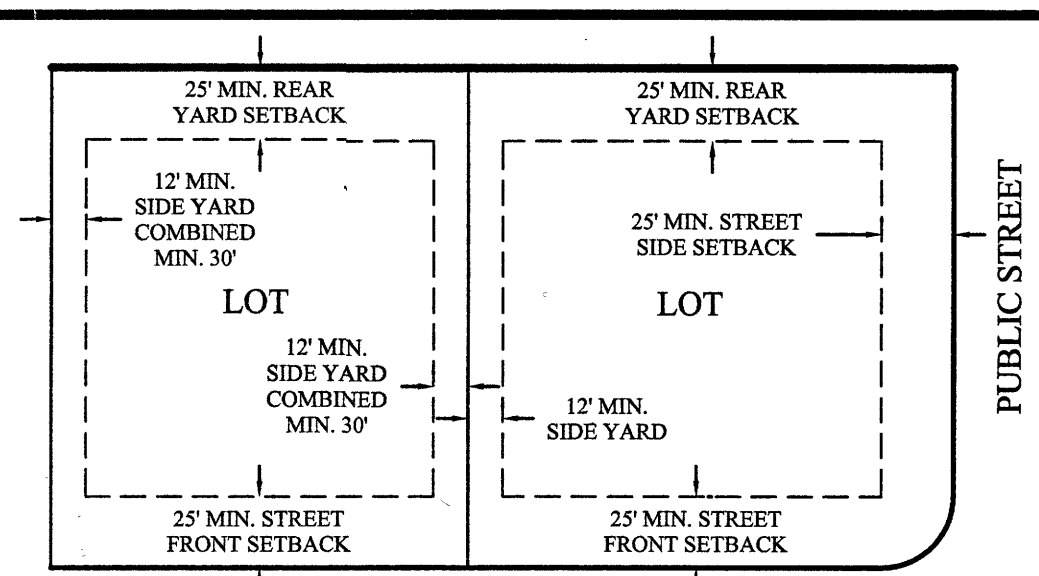 25' MIN. REAR
YARD SETBACK
25' MIN. REAR
YARD SETBACK
12' MIN.
SIDE YARD
COMBINED
MIN. 30'
25' MIN. STREET
SIDE SETBACK
PUBLIC STREET
LOT
LOT
12' MIN.
SIDE YARD
COMBINED
MIN. 30'
12' MIN.
SIDE YARD
25' MIN. STREET
FRONT SETBACK
25' MIN. STREET
FRONT SETBACK